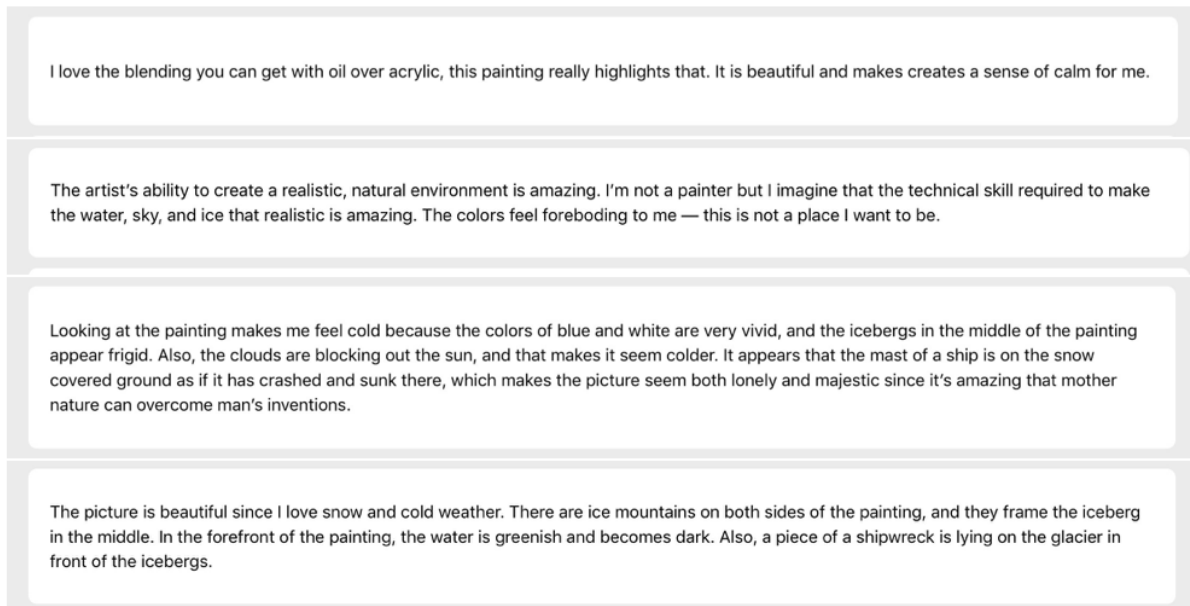 I love the blending you can get with oil over acrylic, this painting really highlights that. It is beautiful and makes creates a sense of calm for me.
The artist’s ability to create a realistic, natural environment is amazing. I’m not a painter but I imagine that the technical skill required to make
the water, sky, and ice that realistic is amazing. The colors feel foreboding to me — this is not a place I want to be.
Looking at the painting makes me feel cold because the colors of blue and white are very vivid, and the icebergs in the middle of the painting
appear frigid. Also, the clouds are blocking out the sun, and that makes it seem colder. It appears that the mast of a ship is on the snow
covered ground as if it has crashed and sunk there, which makes the picture seem both lonely and majestic since it’s amazing that mother
nature can overcome man’s inventions.
The picture is beautiful since I love snow and cold weather. There are ice mountains on both sides of the painting, and they frame the iceberg
in the middle. In the forefront of the painting, the water is greenish and becomes dark. Also, a piece of a shipwreck is lying on the glacier in
front of the icebergs.